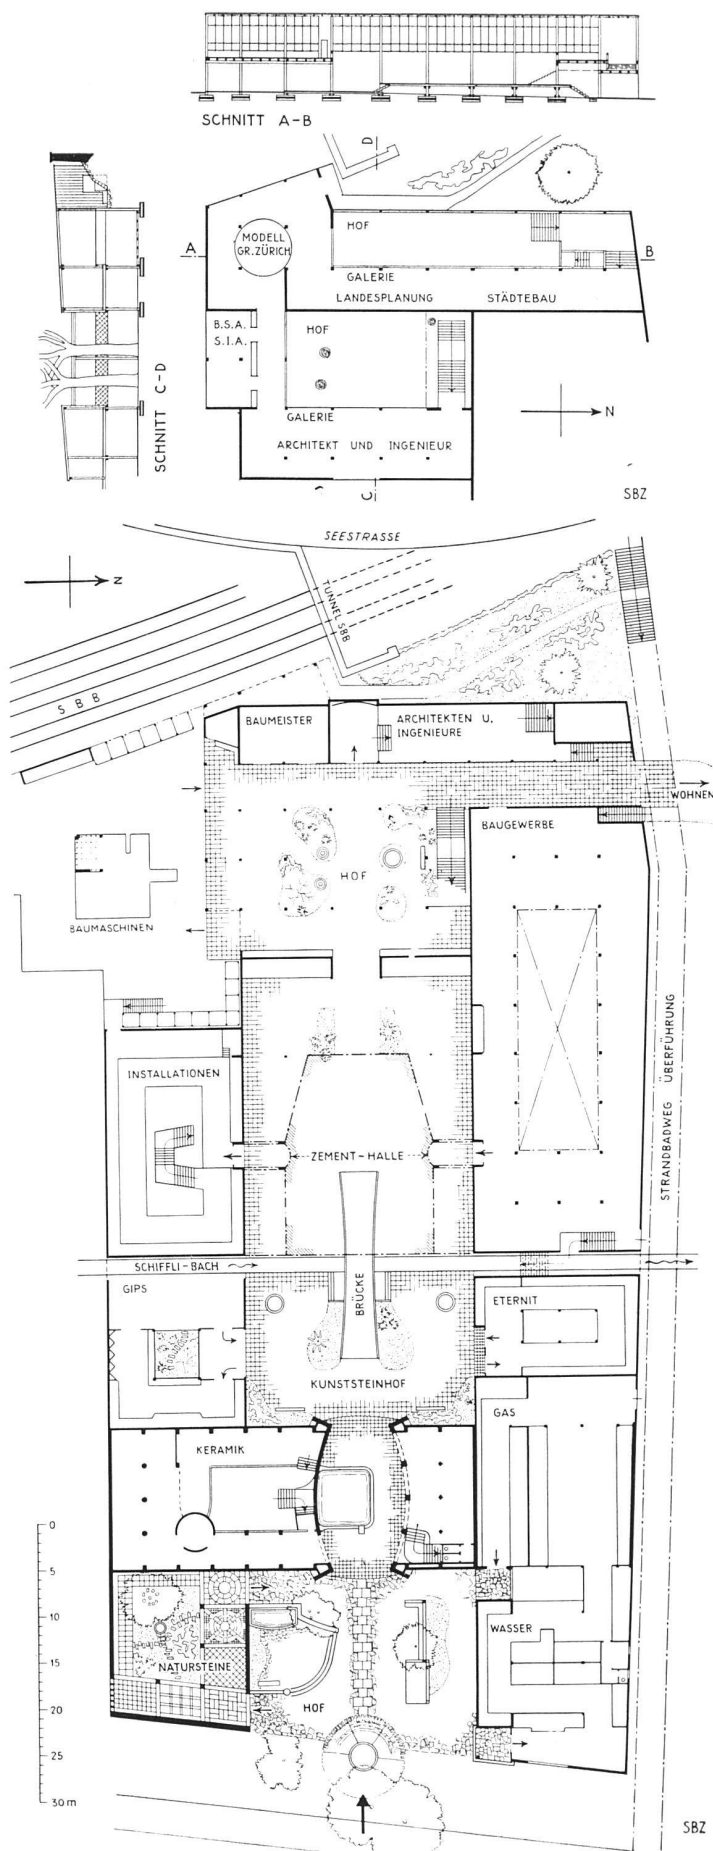 SCHNITT A-B
SCHNITT C-D
D
A
MODELL
GR. ZÜRICH
HOF
B
GALERIE
LANDESPLANUNG STÄDTEBAU
B.S.A.
S.I.A.
HOF
GALERIE
ARCHITEKT UND INGENIEUR
C
N
SBZ
SEESTRASSE
N
TUNNEL SBB
SBB
BAUMEISTER
ARCHITEKTEN U.
INGENIEURE
WOHNEN
BAUGEWERBE
HOF
BAUMASCHINEN
INSTALLATIONEN
ZEMENT-HALLE
STRANDBADWEG ÜBERFÜHRUNG
SCHIFFLI-BACH
GIPS
BRÜCKE
ETERNIT
KUNSTSTEINHOF
GAS
KERAMIK
0
5
10
15
20
25
30 m
WASSER
NATURSTEINE
HOF
SBZ